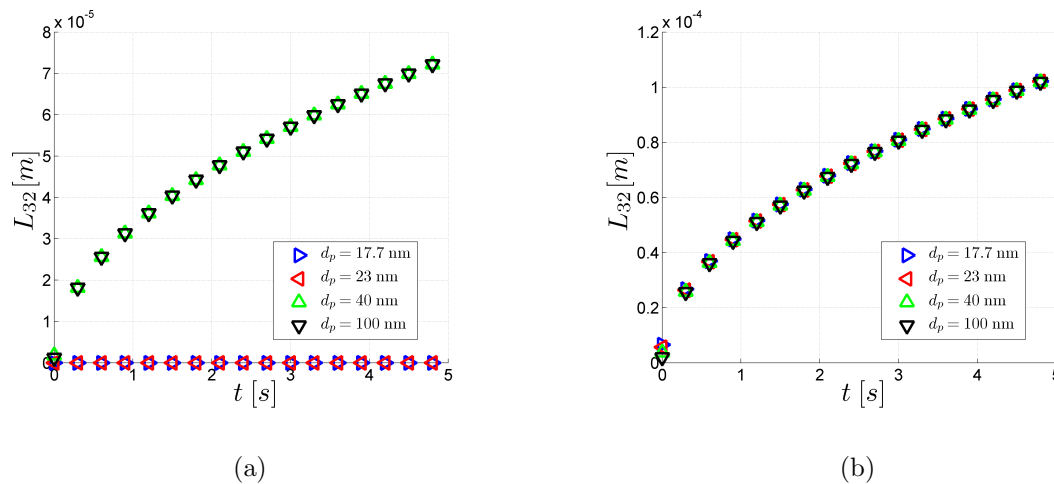 x 10^-5
8
7
6
5
4
3
2
1
0
0 1 2 3 4 5
L_32 [m]
t [s]
d_p = 17.7 nm
d_p = 23 nm
d_p = 40 nm
d_p = 100 nm
(a)
x 10^-4
1.2
1
0.8
0.6
0.4
0.2
0
0 1 2 3 4 5
L_32 [m]
t [s]
d_p = 17.7 nm
d_p = 23 nm
d_p = 40 nm
d_p = 100 nm
(b)